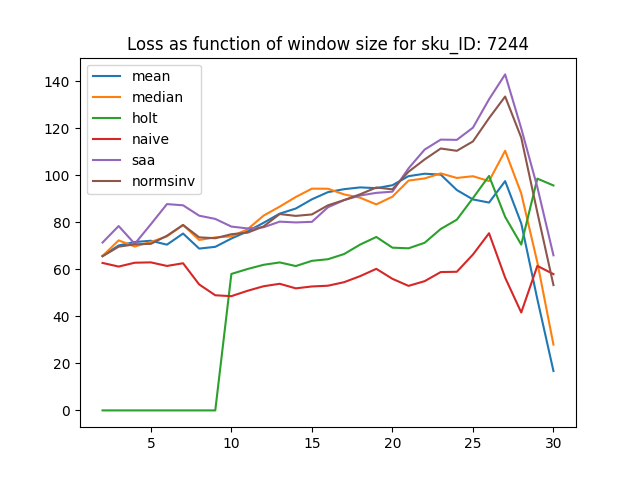 Loss as function of window size for sku_ID: 7244
mean
median
holt
naive
saa
normsinv
140
120
100
80
60
40
20
0
5 10 15 20 25 30